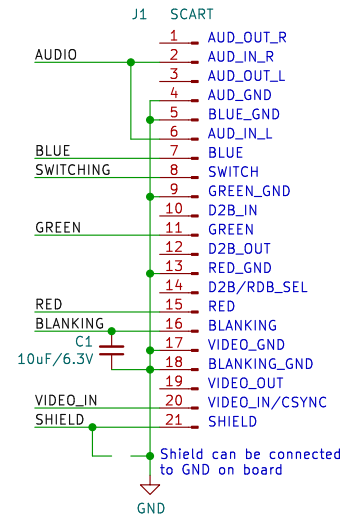 J1 SCART
1 AUD_OUT_R
AUDIO 2 AUD_IN_R
3 AUD_OUT_L
4 AUD_GND
5 BLUE_GND
6 AUD_IN_L
BLUE 7 BLUE
SWITCHING 8 SWITCH
9 GREEN_GND
10 D2B_IN
GREEN 11 GREEN
12 D2B_OUT
13 RED_GND
14 D2B/RDB_SEL
RED 15 RED
BLANKING 16 BLANKING
C1 17 VIDEO_GND
10uF/6.3V 18 BLANKING_GND
19 VIDEO_OUT
VIDEO_IN 20 VIDEO_IN/CSYNC
SHIELD 21 SHIELD
Shield can be connected
to GND on board
GND